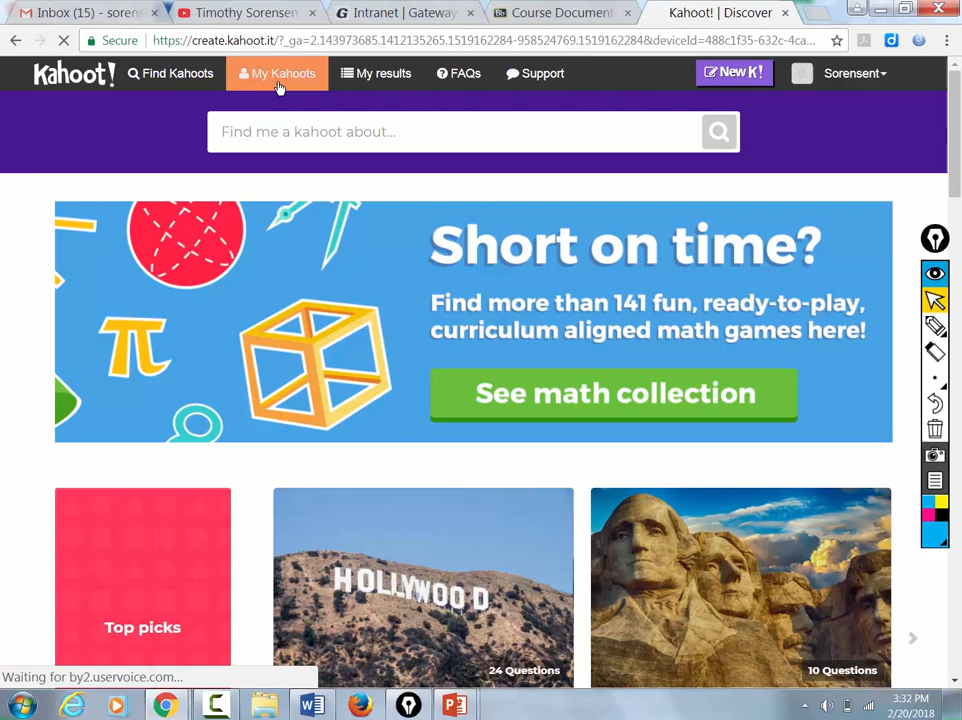 Inbox (15) - soren
Timothy Sorensen
G Intranet | Gateway
Bb Course Document
Kahoot! | Discover
Secure
https://create.kahoot.it/?_ga=2.143973685.1412135265.1519162284-958524769.1519162284&deviceId=488c1f35-632c-4ca...
Kahoot!
Find Kahoots
My Kahoots
My results
FAQs
Support
New K!
Sorensent
Find me a kahoot about...
Short on time?
Find more than 141 fun, ready-to-play,
curriculum aligned math games here!
See math collection
π
HOLLYWOOD
Top picks
24 Questions
10 Questions
Waiting for by2.uservoice.com...
3:32 PM
2/20/2018